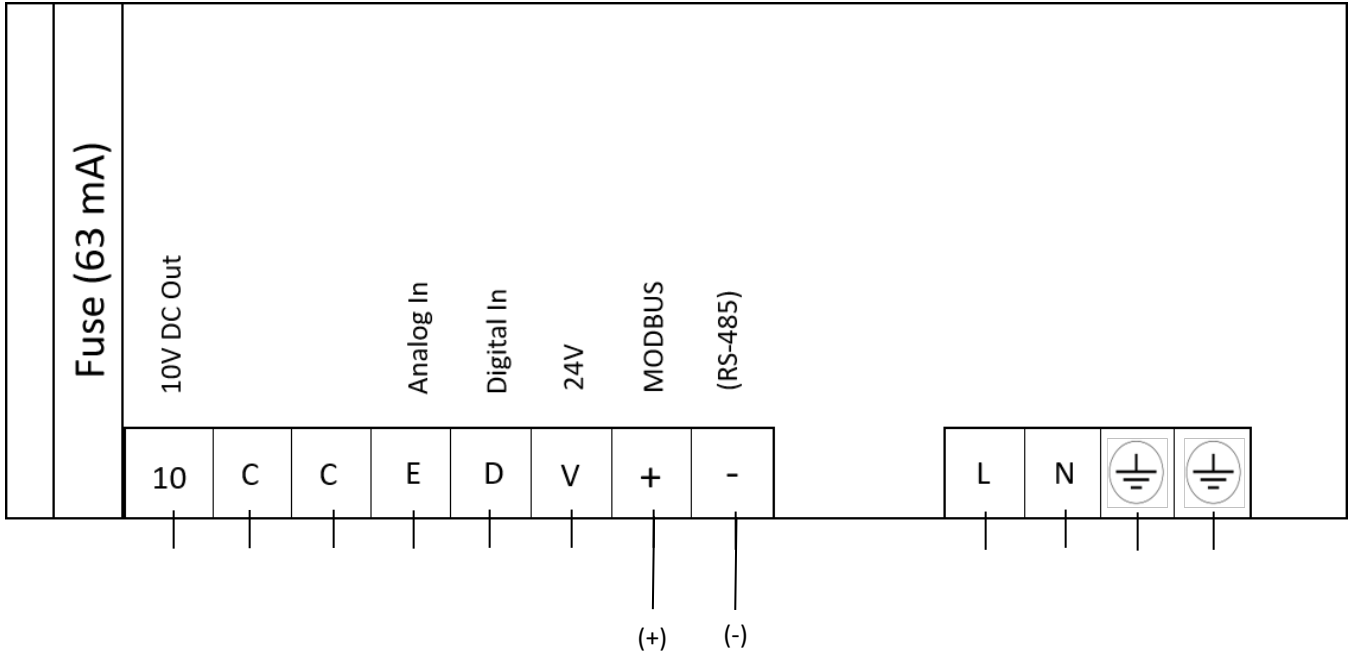 Fuse (63 mA)
10V DC Out
Analog In
Digital In
24V
MODBUS
(RS-485)
10 C C E D V + -
L N
(+) (-)